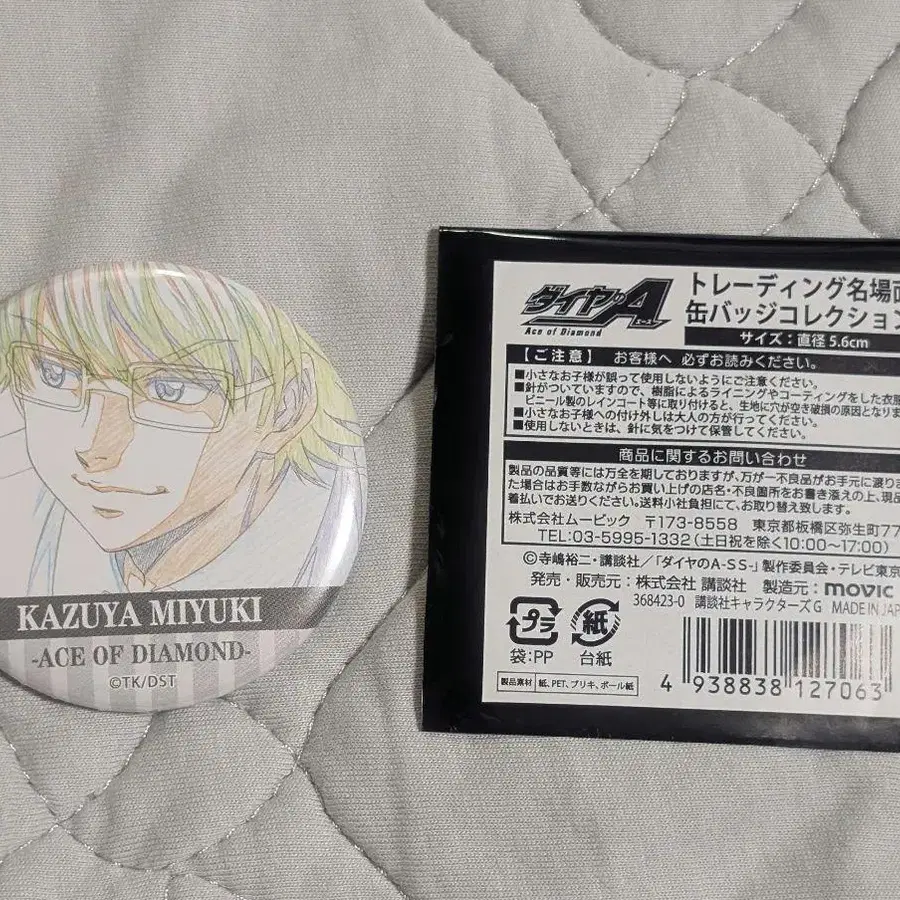 KAZUYA MIYUKI
-ACE OF DIAMOND-
©TK/DST
ダイヤのA
エース
Ace of Diamond
トレーディング名場面
缶バッジコレクション
サイズ：直径 5.6cm
【ご注意】 お客様へ 必ずお読みください。
■小さなお子様が誤って使用しないようにご注意ください。
■針がついていますので、樹脂によるライニングやコーティングをした衣服
ビニール製のレインコート等に取り付けると、生地に穴が空き破損の原因となりま
■小さなお子様への付け外しは大人の方が行ってください。
■使用しないときは、針に気をつけて保管してください。
商品に関するお問い合わせ
製品の品質等には万全を期しておりますが、万が一不良品がお手元に渡りま
た場合はお手数ながらお買い上げの店名・不良箇所をお書き添えの上、現品
着払いでお送りください。送料小社負担にて、お取り替え致します。
株式会社ムービック 〒173-8558 東京都板橋区弥生町77
TEL:03-5995-1332 (土日祝を除く10:00〜17:00)
©寺嶋裕二・講談社／「ダイヤのA-SS-」製作委員会・テレビ東京
発売・販売元：株式会社 講談社 製造元：movic
368423-0 講談社キャラクターズG MADE IN JAP
プラ
紙
袋:PP
台紙
製品素材 紙、PET、ブリキ、ボール紙
4 938838 127063